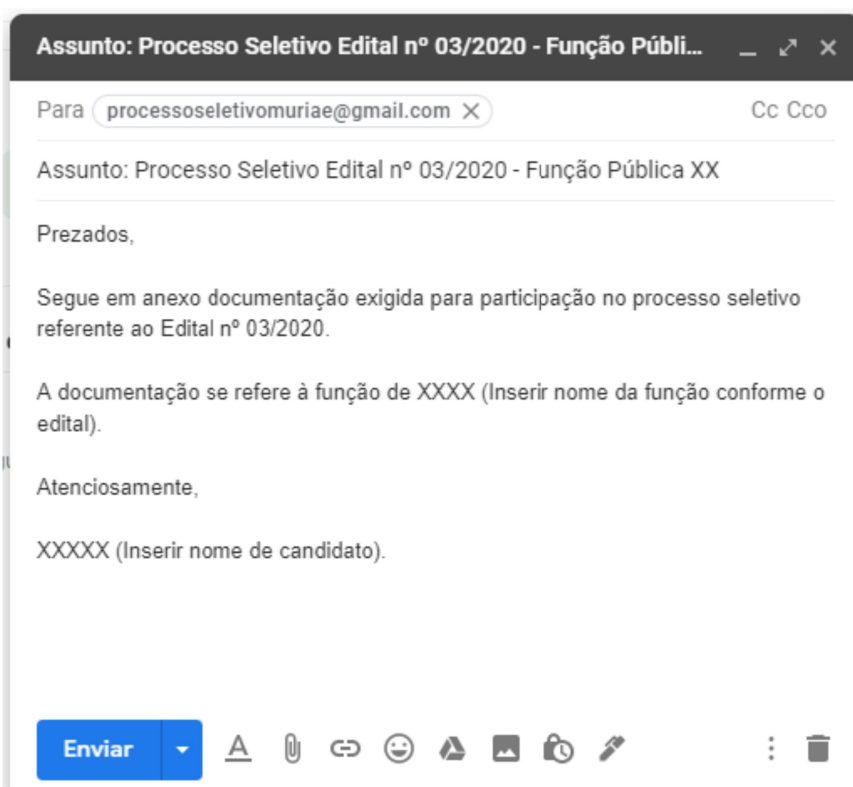 Assunto: Processo Seletivo Edital nº 03/2020 - Função Públi...
Para processoseletivomuriae@gmail.com Cc Cco
Assunto: Processo Seletivo Edital nº 03/2020 - Função Pública XX
Prezados,
Segue em anexo documentação exigida para participação no processo seletivo
referente ao Edital nº 03/2020.
A documentação se refere à função de XXXX (Inserir nome da função conforme o
edital).
Atenciosamente,
XXXXX (Inserir nome de candidato).
Enviar